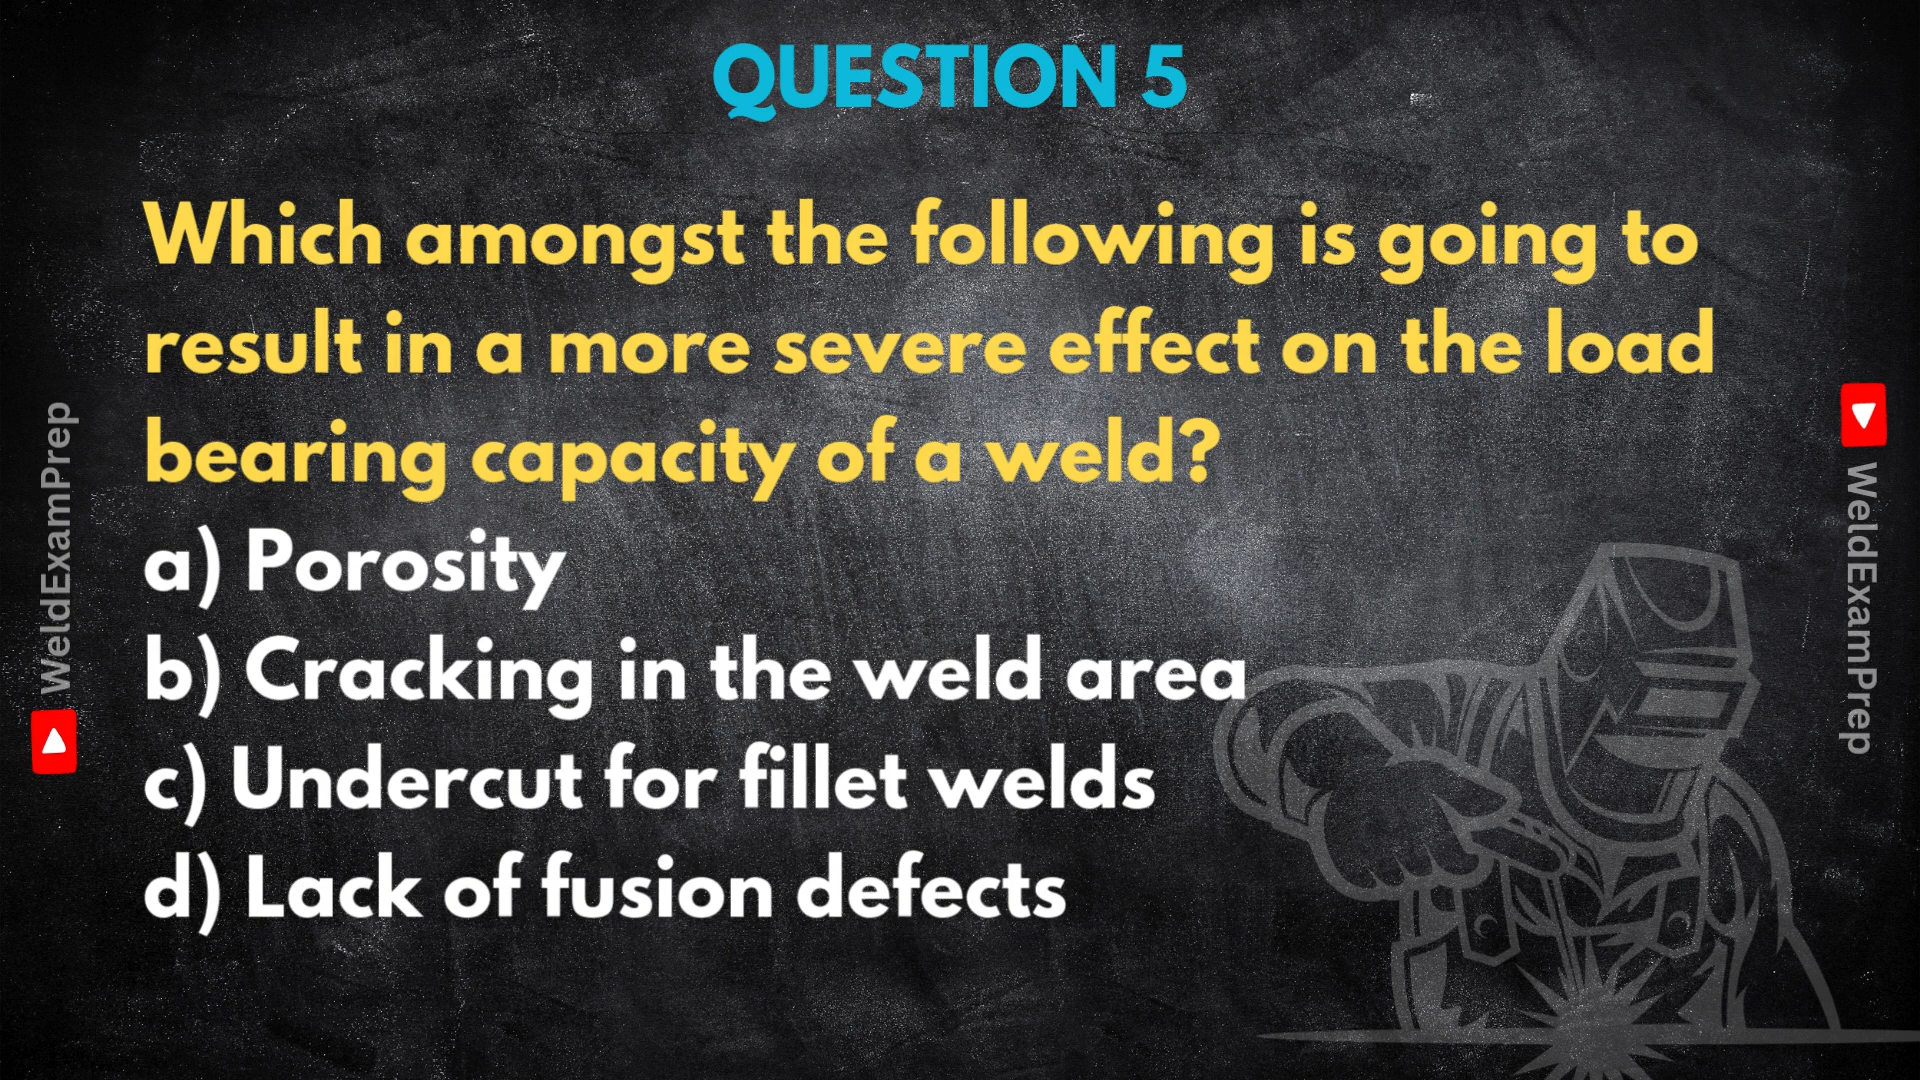 QUESTION 5
Which amongst the following is going to
result in a more severe effect on the load
bearing capacity of a weld?
a) Porosity
b) Cracking in the weld area
c) Undercut for fillet welds
d) Lack of fusion defects
WeldExamPrep
WeldExamPrep